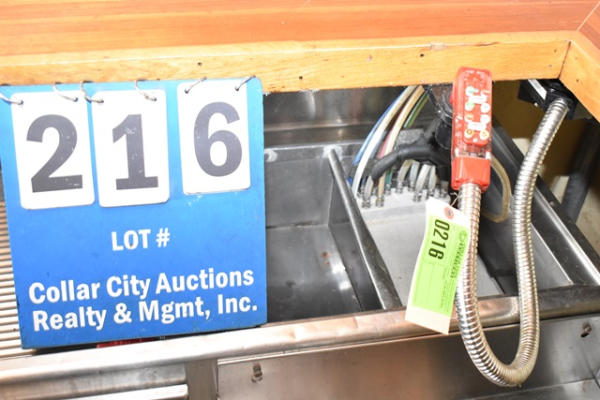 216
LOT #
Collar City Auctions
Realty & Mgmt, Inc.
0216